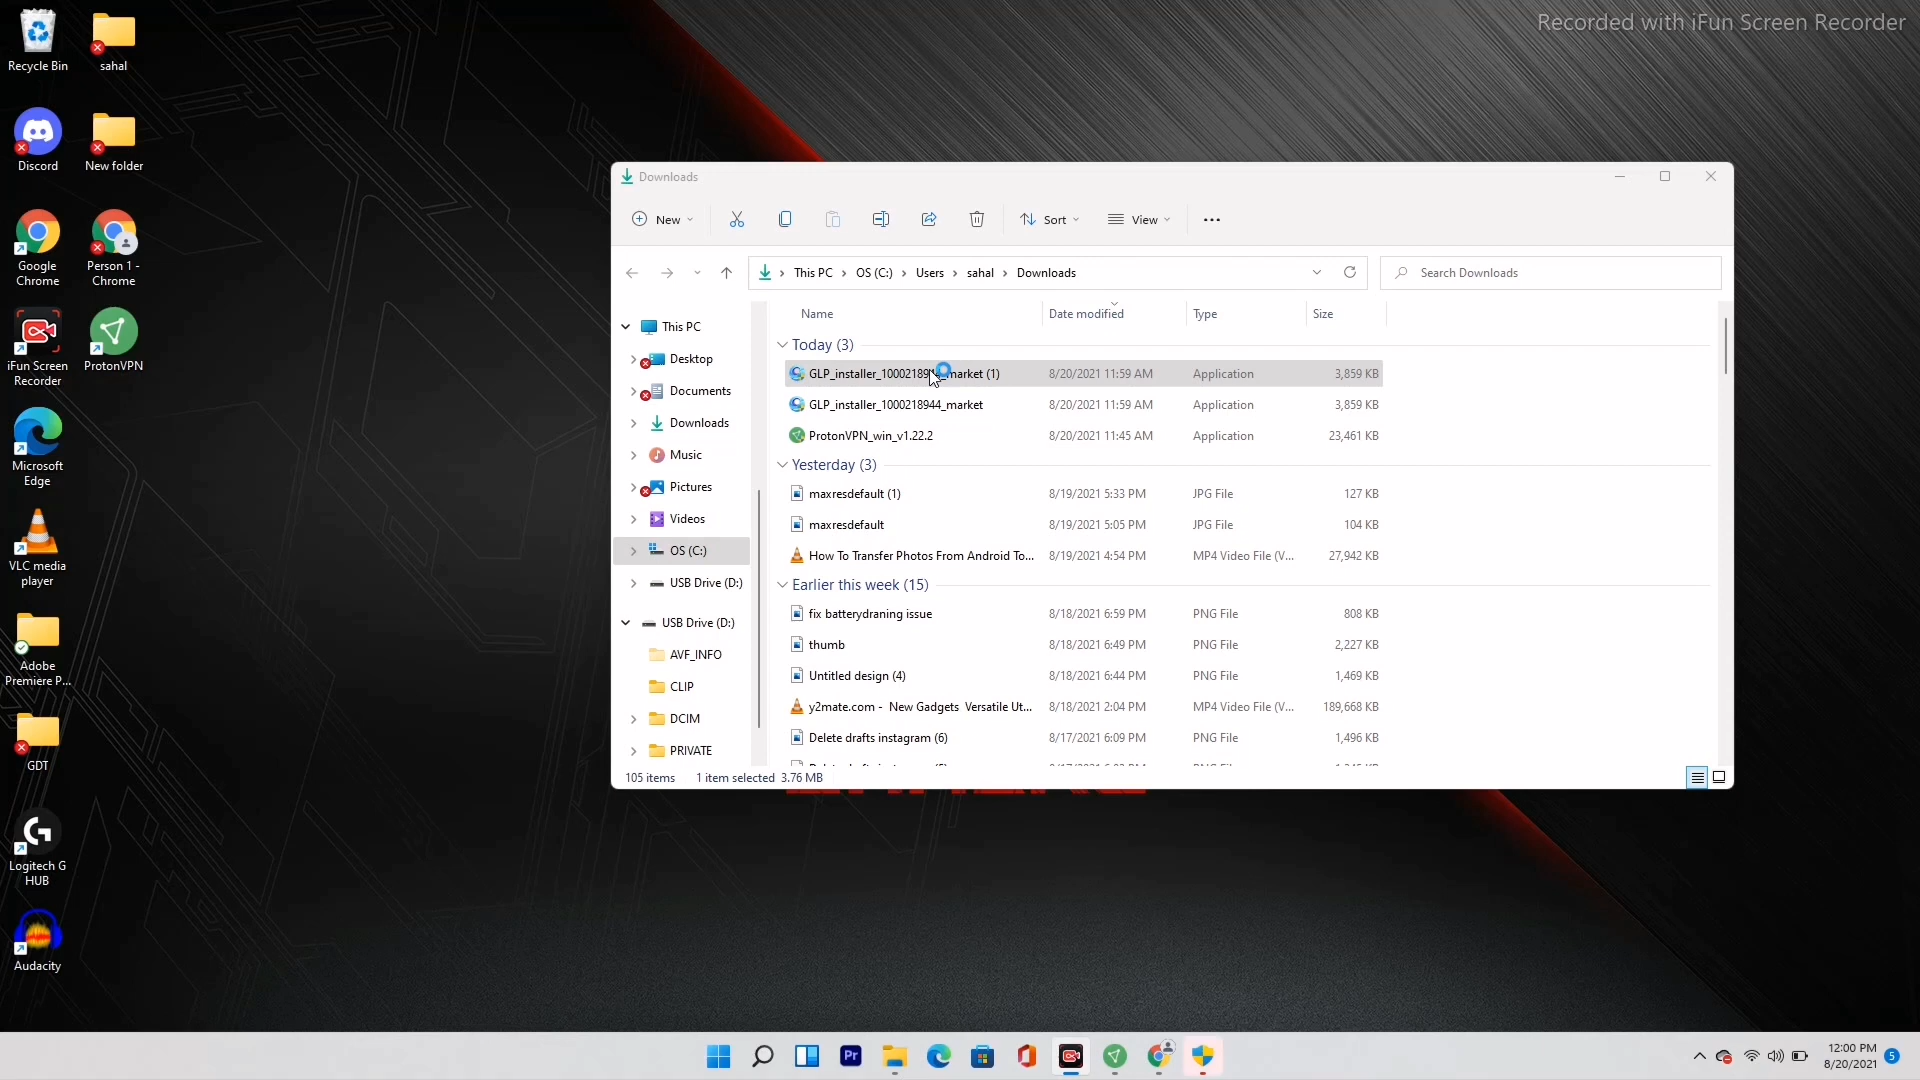 Recorded with iFun Screen Recorder
Recycle Bin
sahal
Discord
New folder
Google
Chrome
Person 1 -
Chrome
iFun Screen
Recorder
ProtonVPN
Microsoft
Edge
VLC media
player
Adobe
Premiere P...
GDT
Logitech G
HUB
Audacity
Downloads
New
Sort
View
This PC
OS (C:)
Users
sahal
Downloads
Search Downloads
This PC
Desktop
Documents
Downloads
Music
Pictures
Videos
OS (C:)
USB Drive (D:)
USB Drive (D:)
AVF_INFO
CLIP
DCIM
PRIVATE
Name Date modified Type Size
Today (3)
GLP_installer_1000218944_market (1) 8/20/2021 11:59 AM Application 3,859 KB
GLP_installer_1000218944_market 8/20/2021 11:59 AM Application 3,859 KB
ProtonVPN_win_v1.22.2 8/20/2021 11:45 AM Application 23,461 KB
Yesterday (3)
maxresdefault (1) 8/19/2021 5:33 PM JPG File 127 KB
maxresdefault 8/19/2021 5:05 PM JPG File 104 KB
How To Transfer Photos From Android To... 8/19/2021 4:54 PM MP4 Video File (V... 27,942 KB
Earlier this week (15)
fix batterydraning issue 8/18/2021 6:59 PM PNG File 808 KB
thumb 8/18/2021 6:49 PM PNG File 2,227 KB
Untitled design (4) 8/18/2021 6:44 PM PNG File 1,469 KB
y2mate.com - New Gadgets Versatile Ut... 8/18/2021 2:04 PM MP4 Video File (V... 189,668 KB
Delete drafts instagram (6) 8/17/2021 6:09 PM PNG File 1,496 KB
105 items 1 item selected 3.76 MB
Pr
12:00 PM
8/20/2021
5